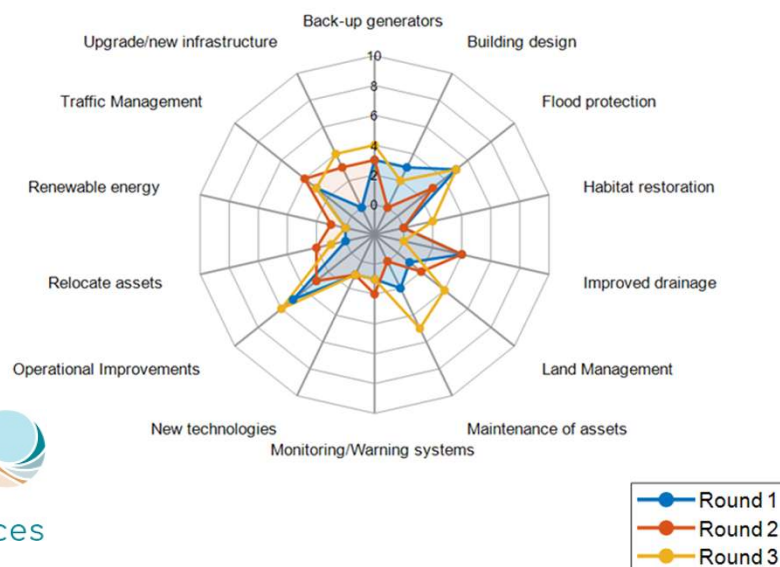 Back-up generators
Upgrade/new infrastructure
Building design
10
Traffic Management
8
Flood protection
6
4
2
Renewable energy
Habitat restoration
0
Relocate assets
Improved drainage
Operational Improvements
Land Management
New technologies
Maintenance of assets
Monitoring/Warning systems
Round 1
ces
Round 2
Round 3